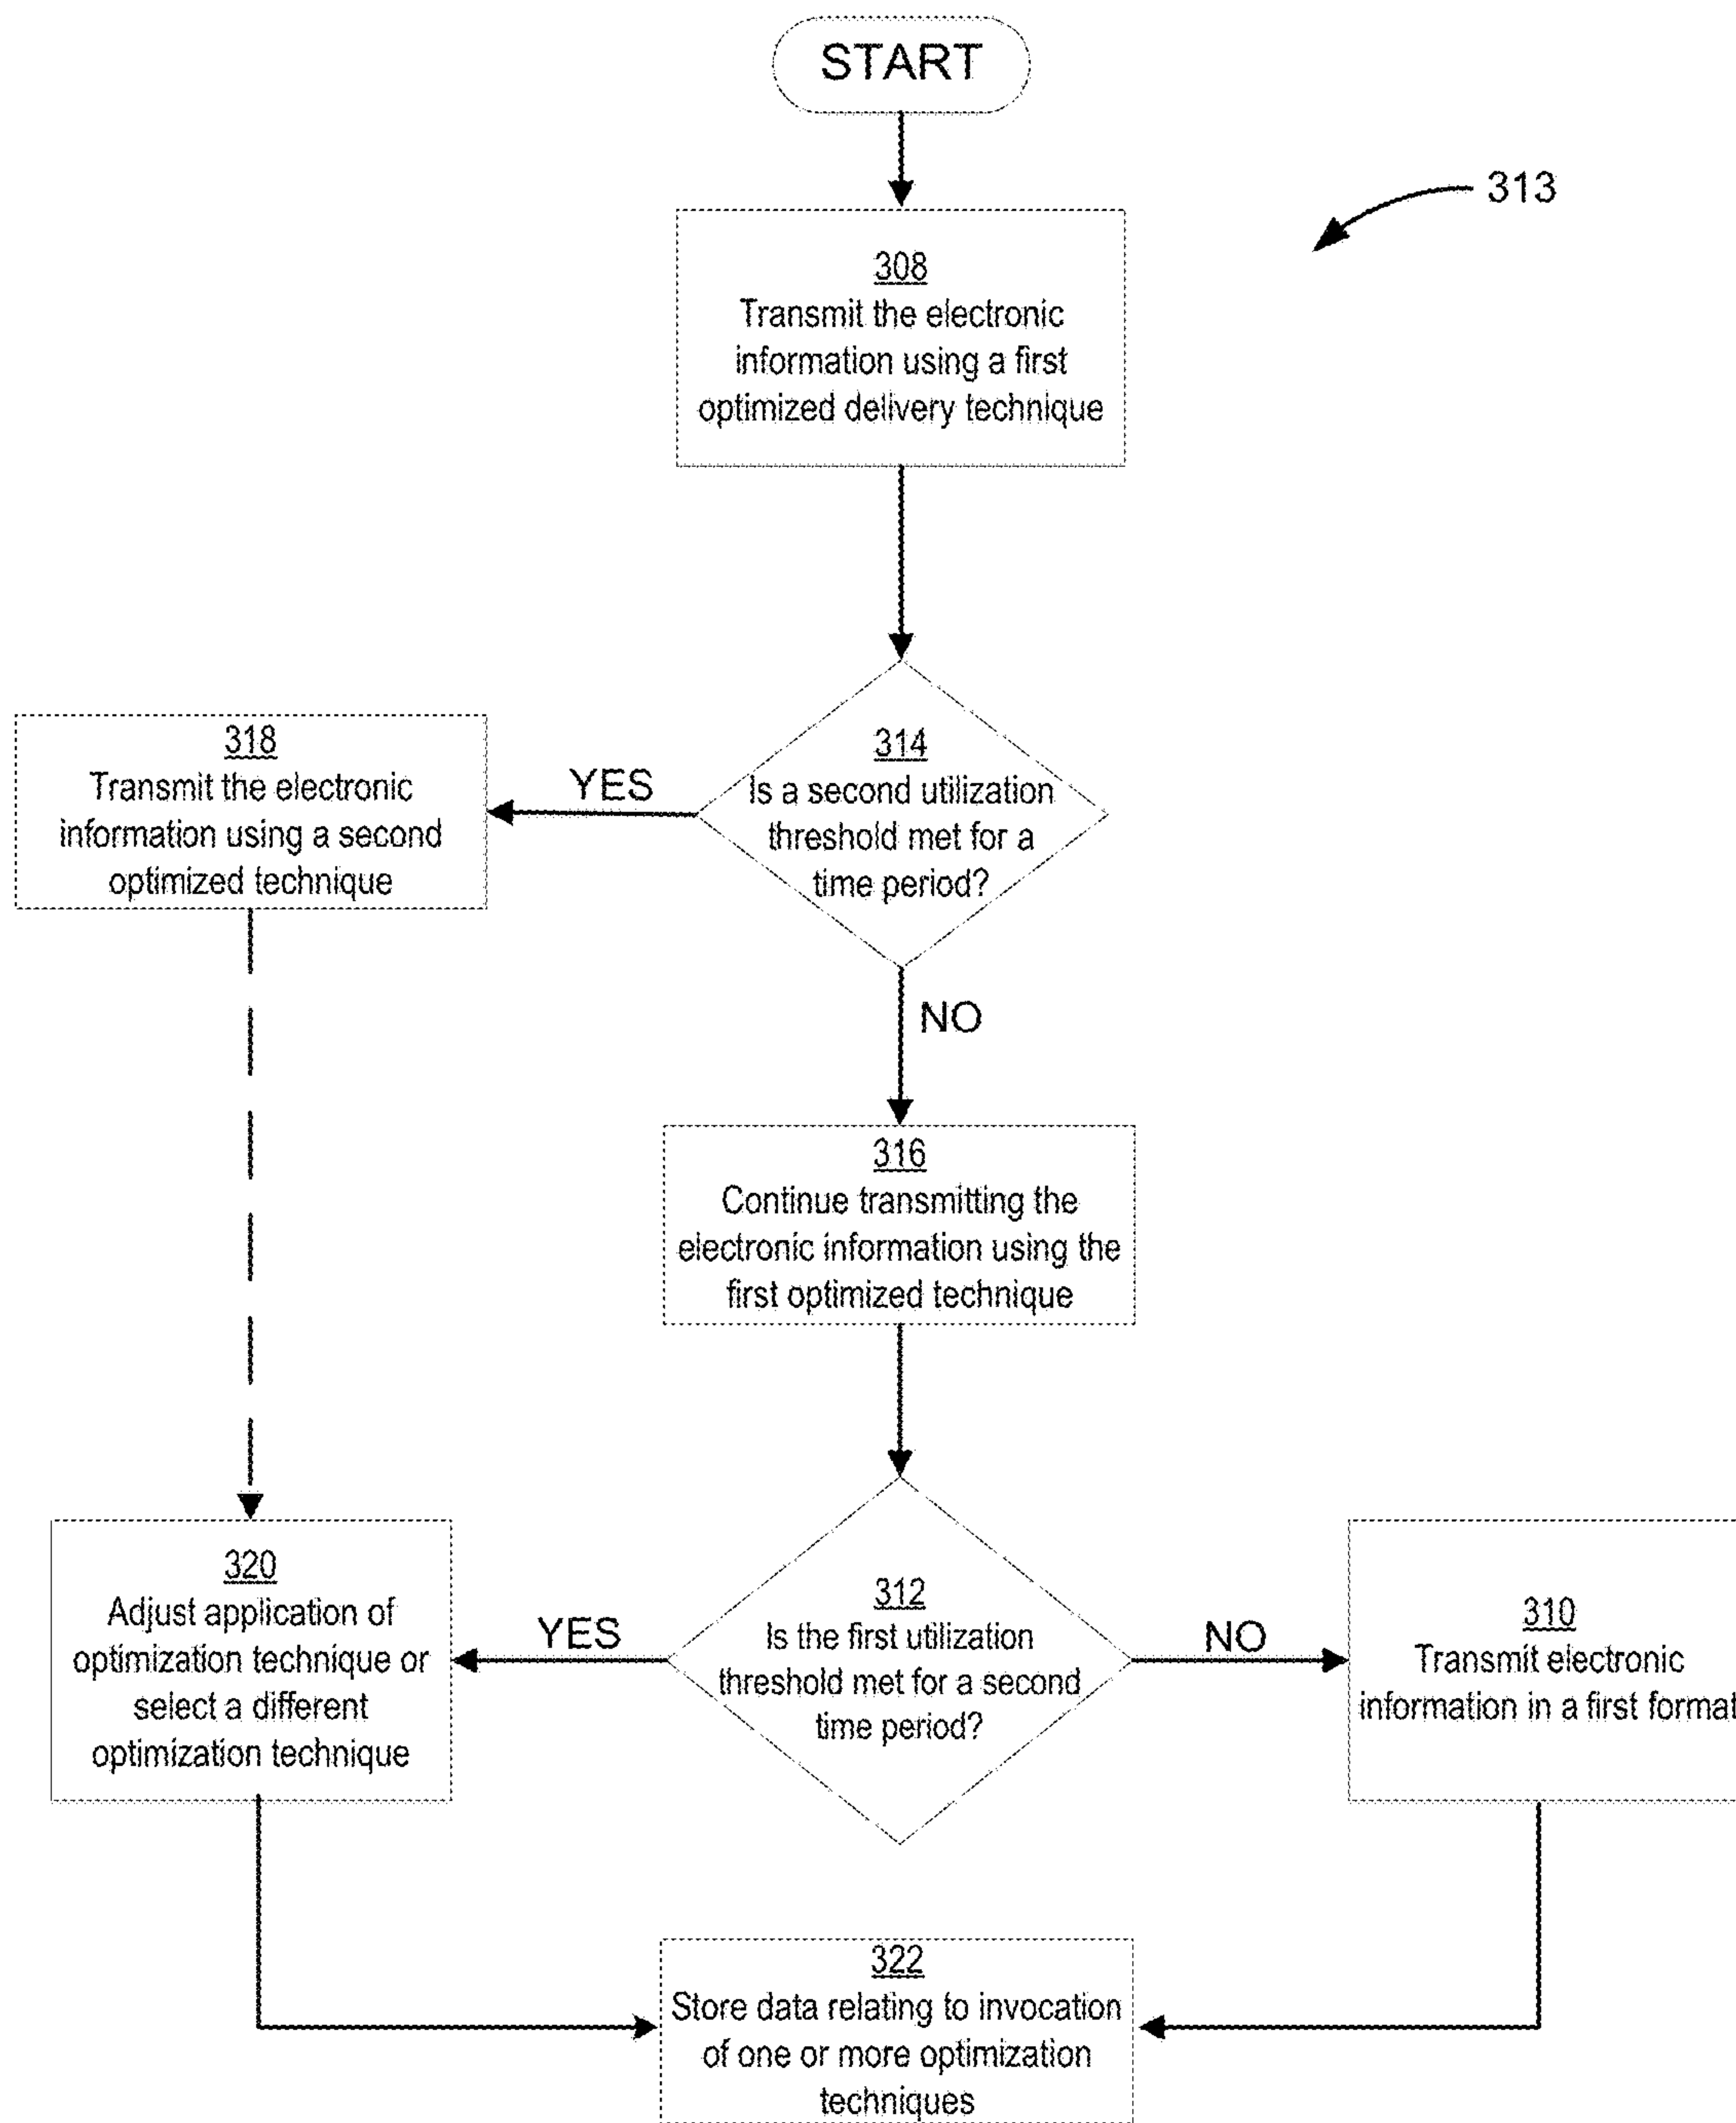 START
313
308
Transmit the electronic
information using a first
optimized delivery technique
318
Transmit the electronic
information using a second
optimized technique
YES
314
Is a second utilization
threshold met for a
time period?
NO
316
Continue transmitting the
electronic information using the
first optimized technique
320
Adjust application of
optimization technique or
select a different
optimization technique
YES
312
Is the first utilization
threshold met for a second
time period?
NO
310
Transmit electronic
information in a first format
322
Store data relating to invocation
of one or more optimization
techniques